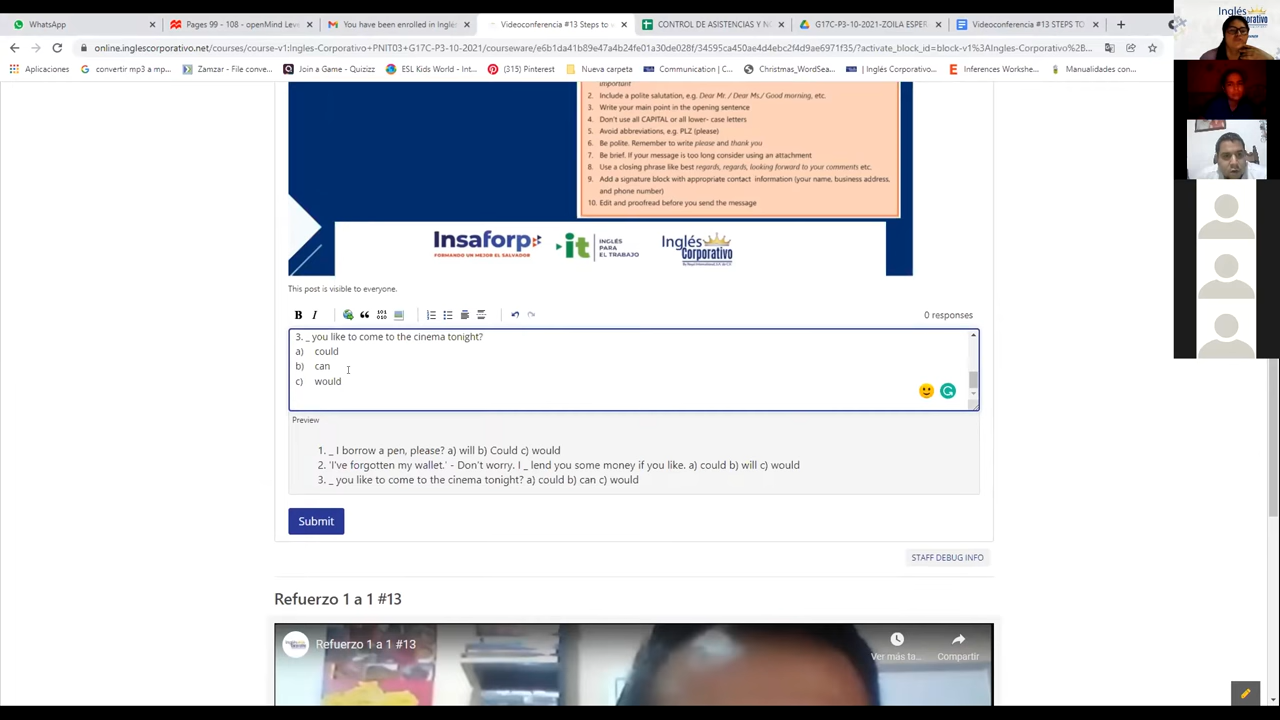 WhatsApp
Pages 99 - 108 - openMind Leve
You have been enrolled in Inglés
Videoconferencia #13 Steps to
CONTROL DE ASISTENCIAS Y N
G17C-P3-10-2021-ZOILA ESPER
Videoconferencia #13 STEPS TO
online.inglescorporativo.net/courses/course-v1:Ingles-Corporativo+PNIT03+G17C-P3-10-2021/courseware/e6b1da41b89e47a4b24fe01a30de028f/34595ca450ae4d4ebc2f4d9ae6971f35/?activate_block_id=block-v1%3AIngles-Corporativo%2B...
Aplicaciones
convertir mp3 a mp...
Zamzar - File conve...
Join a Game - Quizizz
ESL Kids World - Int...
(315) Pinterest
Nueva carpeta
Communication | C...
Christmas_WordSea...
| Inglés Corporativo...
Inferences Workshe...
Manualidades con...
important
2. Include a polite salutation, e.g. Dear Mr. / Dear Ms./ Good morning, etc.
3. Write your main point in the opening sentence
4. Don't use all CAPITAL or all lower- case letters
5. Avoid abbreviations, e.g. PLZ (please)
6. Be polite. Remember to write please and thank you
7. Be brief. If your message is too long consider using an attachment
8. Use a closing phrase like best regards, regards, looking forward to your comments etc.
9. Add a signature block with appropriate contact information (your name, business address,
and phone number)
10. Edit and proofread before you send the message
Insaforp
FORMANDO UN MEJOR EL SALVADOR
it
INGLÉS
PARA EL
TRABAJO
Inglés
Corporativo
This post is visible to everyone.
B I
0 responses
3. _ you like to come to the cinema tonight?
a) could
b) can
c) would
Preview
1. _ I borrow a pen, please? a) will b) Could c) would
2. 'I've forgotten my wallet.' - Don't worry. I _ lend you some money if you like. a) could b) will c) would
3. _ you like to come to the cinema tonight? a) could b) can c) would
Submit
STAFF DEBUG INFO
Refuerzo 1 a 1 #13
Refuerzo 1 a 1 #13
Ver más ta...
Compartir